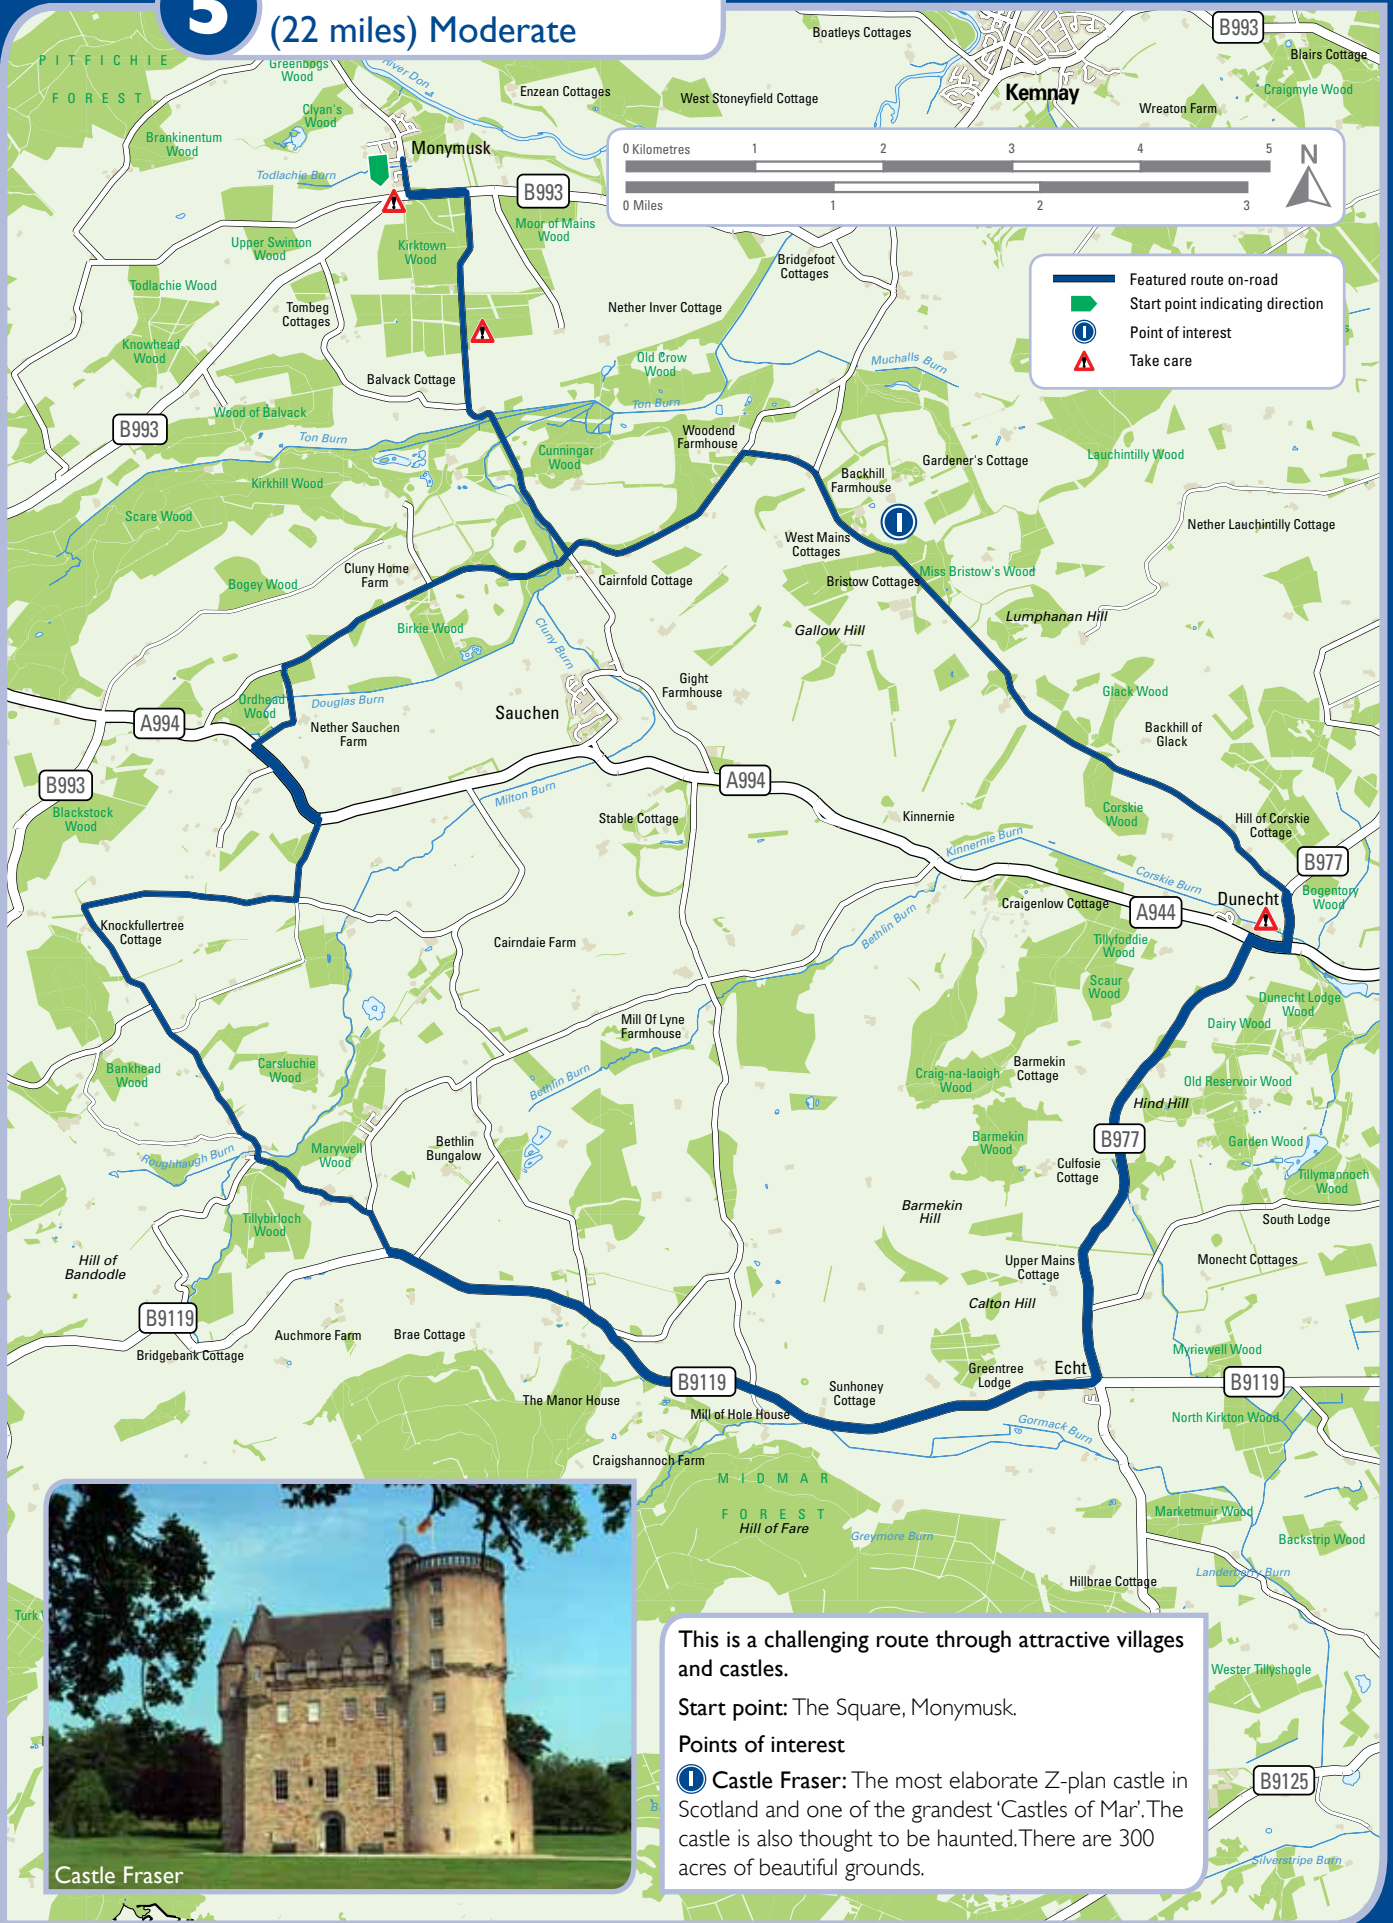 5
(22 miles) Moderate
PITFICHIE
FOREST
Greenbogs
Wood
River Don
Boatleys Cottages
B993
Blairs Cottage
Clyan's
Wood
Enzean Cottages
West Stoneyfield Cottage
Kemnay
Craigmyle Wood
Wreaton Farm
Brankinentum
Wood
Monymusk
Todlachie Burn
0 Kilometres 1 2 3 4 5
0 Miles 1 2 3
N
B993
Moor of Mains
Wood
Upper Swinton
Wood
Kirktown
Wood
Bridgefoot
Cottages
Featured route on-road
Start point indicating direction
Point of interest
Take care
Todlachie Wood
Tombeg
Cottages
Nether Inver Cottage
Knowhead
Wood
Old Crow
Wood
Muchalls Burn
Balvack Cottage
Ton Burn
Wood of Balvack
B993
Ton Burn
Woodend
Farmhouse
Cunningar
Wood
Gardener's Cottage
Lauchintilly Wood
Backhill
Farmhouse
Kirkhill Wood
Scare Wood
Nether Lauchintilly Cottage
West Mains
Cottages
Cluny Home
Farm
Bogey Wood
Cairnfold Cottage
Bristow Cottages
Miss Bristow's Wood
Lumphanan Hill
Gallow Hill
Birkie Wood
Cluny Burn
Gight
Farmhouse
Ordhead
Wood
Douglas Burn
Glack Wood
A994
Nether Sauchen
Farm
Sauchen
Backhill of
Glack
B993
A994
Milton Burn
Blackstock
Wood
Stable Cottage
Kinnernie
Corskie
Wood
Hill of Corskie
Cottage
Kinnernie Burn
B977
Corskie Burn
Bogentory
Wood
Craigenlow Cottage
A944
Dunecht
Knockfullertree
Cottage
Bethlin Burn
Cairndaie Farm
Tillyfoddie
Wood
Scaur
Wood
Dunecht Lodge
Wood
Mill Of Lyne
Farmhouse
Dairy Wood
Bankhead
Wood
Carsluchie
Wood
Bethlin Burn
Craig-na-laoigh
Wood
Barmekin
Cottage
Old Reservoir Wood
Hind Hill
B977
Barmekin
Wood
Garden Wood
Roughhaugh Burn
Marywell
Wood
Bethlin
Bungalow
Culfosie
Cottage
Tillymannoch
Wood
Tillybirloch
Wood
Barmekin
Hill
South Lodge
Hill of
Bandodle
Upper Mains
Cottage
Monecht Cottages
Calton Hill
B9119
Auchmore Farm
Brae Cottage
Bridgebank Cottage
Myriewell Wood
Greentree
Lodge
Echt
B9119
B9119
Sunhoney
Cottage
The Manor House
Mill of Hole House
North Kirkton Wood
Gormack Burn
Craigshannoch Farm
MIDMAR
FOREST
Hill of Fare
Greymore Burn
Marketmuir Wood
Backstrip Wood
Landerberry Burn
Hillbrae Cottage
Turk
Wester Tillyshogle
B9125
Silverstripe Burn
Castle Fraser
This is a challenging route through attractive villages
and castles.
Start point: The Square, Monymusk.
Points of interest
1 Castle Fraser: The most elaborate Z-plan castle in
Scotland and one of the grandest ‘Castles of Mar’. The
castle is also thought to be haunted. There are 300
acres of beautiful grounds.